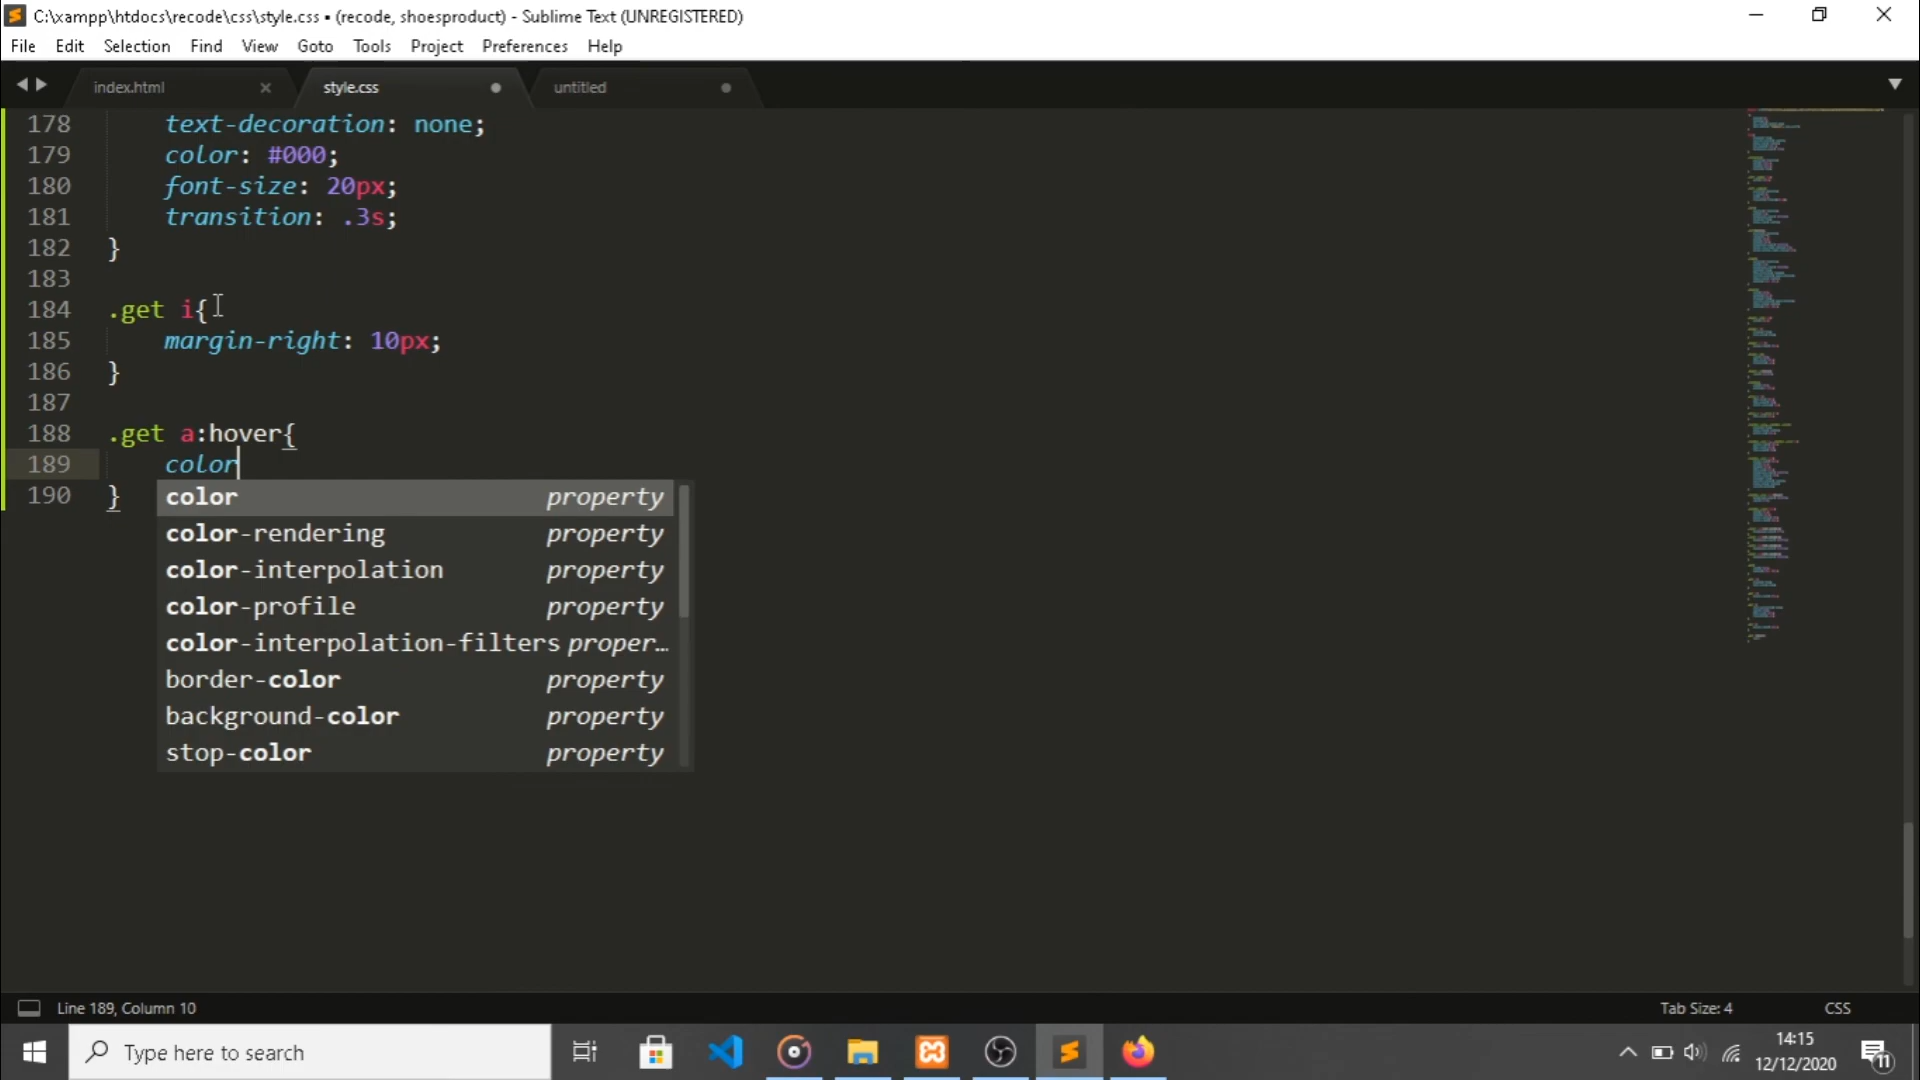 C:\xampp\htdocs\recode\css\style.css • (recode, shoesproduct) - Sublime Text (UNREGISTERED)
File Edit Selection Find View Goto Tools Project Preferences Help
index.html style.css untitled
178 text-decoration: none;
179 color: #000;
180 font-size: 20px;
181 transition: .3s;
182 }
183
184 .get i{
185 margin-right: 10px;
186 }
187
188 .get a:hover{
189 color
190 }
color property
color-rendering property
color-interpolation property
color-profile property
color-interpolation-filters proper…
border-color property
background-color property
stop-color property
Line 189, Column 10 Tab Size: 4 CSS
Type here to search
14:15
12/12/2020
11